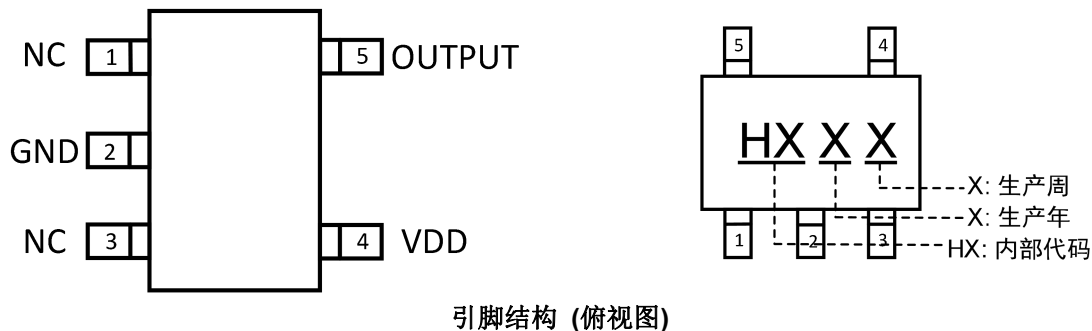 NC 1 5 OUTPUT
GND 2
NC 3 4 VDD
5 4
HX X X
X: 生产周
X: 生产年
1 2 3
HX: 内部代码
引脚结构 (俯视图)